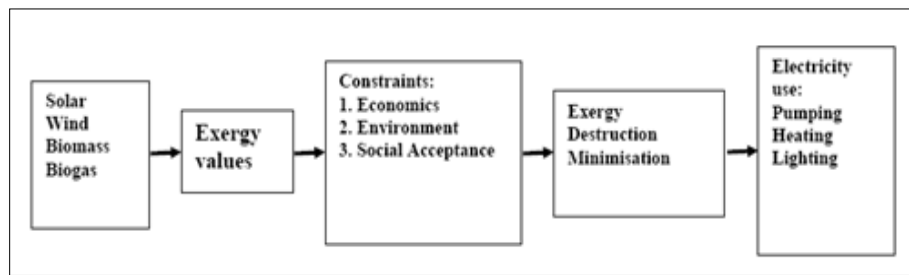 Solar
Wind
Biomass
Biogas
Exergy
values
Constraints:
1. Economics
2. Environment
3. Social Acceptance
Exergy
Destruction
Minimisation
Electricity
use:
Pumping
Heating
Lighting